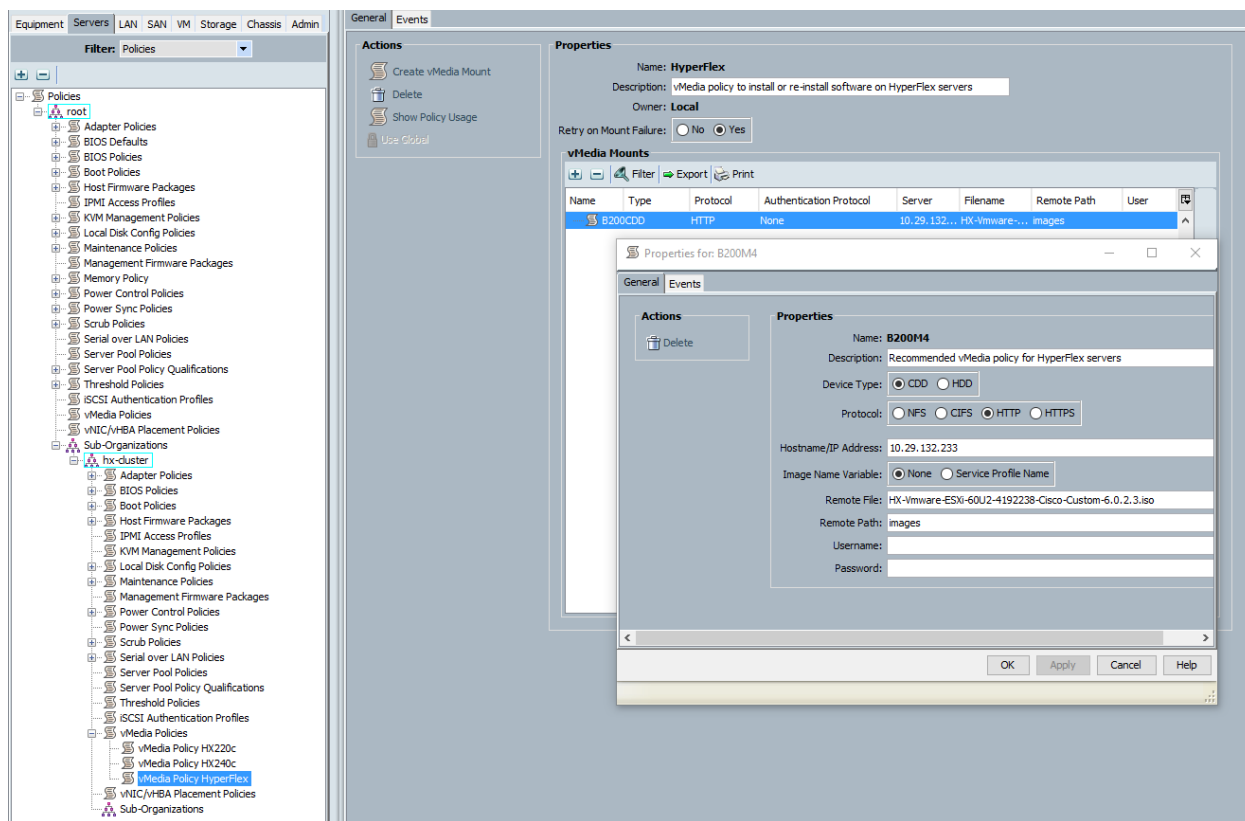 Equipment Servers LAN SAN VM Storage Chassis Admin
Filter: Policies
Policies
root
Adapter Policies
BIOS Defaults
BIOS Policies
Boot Policies
Host Firmware Packages
IPMI Access Profiles
KVM Management Policies
Local Disk Config Policies
Maintenance Policies
Management Firmware Packages
Memory Policy
Power Control Policies
Power Sync Policies
Scrub Policies
Serial over LAN Policies
Server Pool Policies
Server Pool Policy Qualifications
Threshold Policies
iSCSI Authentication Profiles
vMedia Policies
vNIC/vHBA Placement Policies
Sub-Organizations
hx-cluster
Adapter Policies
BIOS Policies
Boot Policies
Host Firmware Packages
IPMI Access Profiles
KVM Management Policies
Local Disk Config Policies
Maintenance Policies
Management Firmware Packages
Power Control Policies
Power Sync Policies
Scrub Policies
Serial over LAN Policies
Server Pool Policies
Server Pool Policy Qualifications
Threshold Policies
iSCSI Authentication Profiles
vMedia Policies
vMedia Policy HX220c
vMedia Policy HX240c
vMedia Policy HyperFlex
vNIC/vHBA Placement Policies
Sub-Organizations
General Events
Actions
Create vMedia Mount
Delete
Show Policy Usage
Use Global
Properties
Name: HyperFlex
Description: vMedia policy to install or re-install software on HyperFlex servers
Owner: Local
Retry on Mount Failure: No Yes
vMedia Mounts
Filter Export Print
Name Type Protocol Authentication Protocol Server Filename Remote Path User
B200CDD HTTP None 10.29.132... HX-Vmware-... images
Properties for: B200M4
General Events
Actions
Delete
Properties
Name: B200M4
Description: Recommended vMedia policy for HyperFlex servers
Device Type: CDD HDD
Protocol: NFS CIFS HTTP HTTPS
Hostname/IP Address: 10.29.132.233
Image Name Variable: None Service Profile Name
Remote File: HX-Vmware-ESXi-60U2-4192238-Cisco-Custom-6.0.2.3.iso
Remote Path: images
Username:
Password:
OK Apply Cancel Help